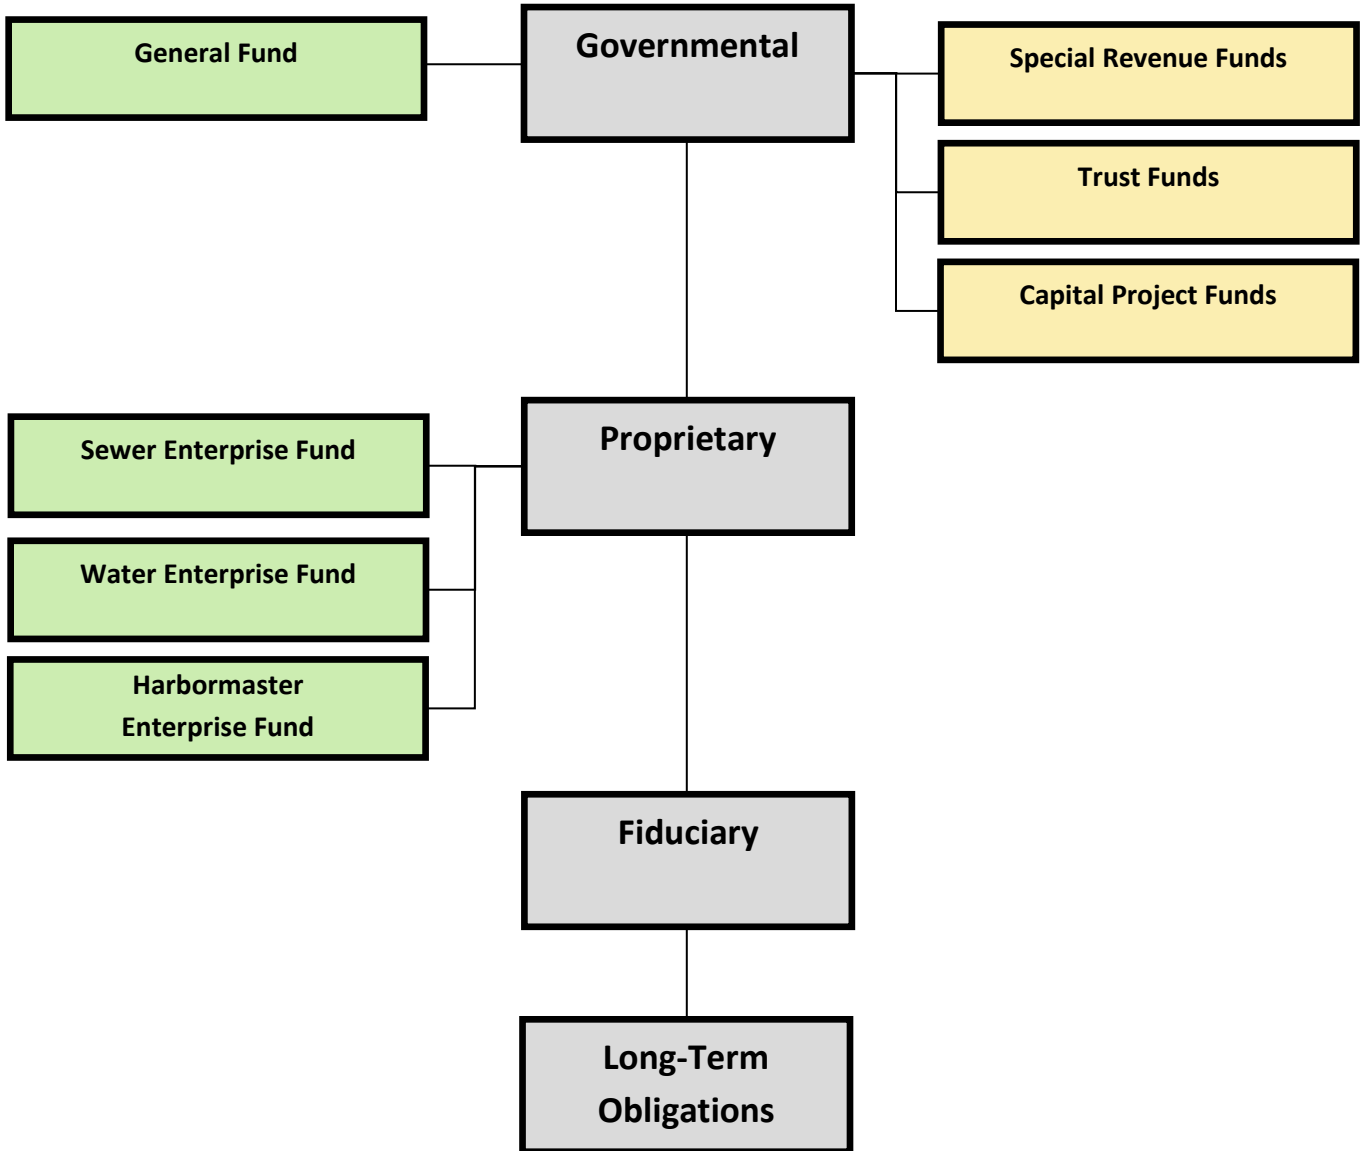 General Fund
Governmental
Special Revenue Funds
Trust Funds
Capital Project Funds
Sewer Enterprise Fund
Proprietary
Water Enterprise Fund
Harbormaster
Enterprise Fund
Fiduciary
Long-Term
Obligations